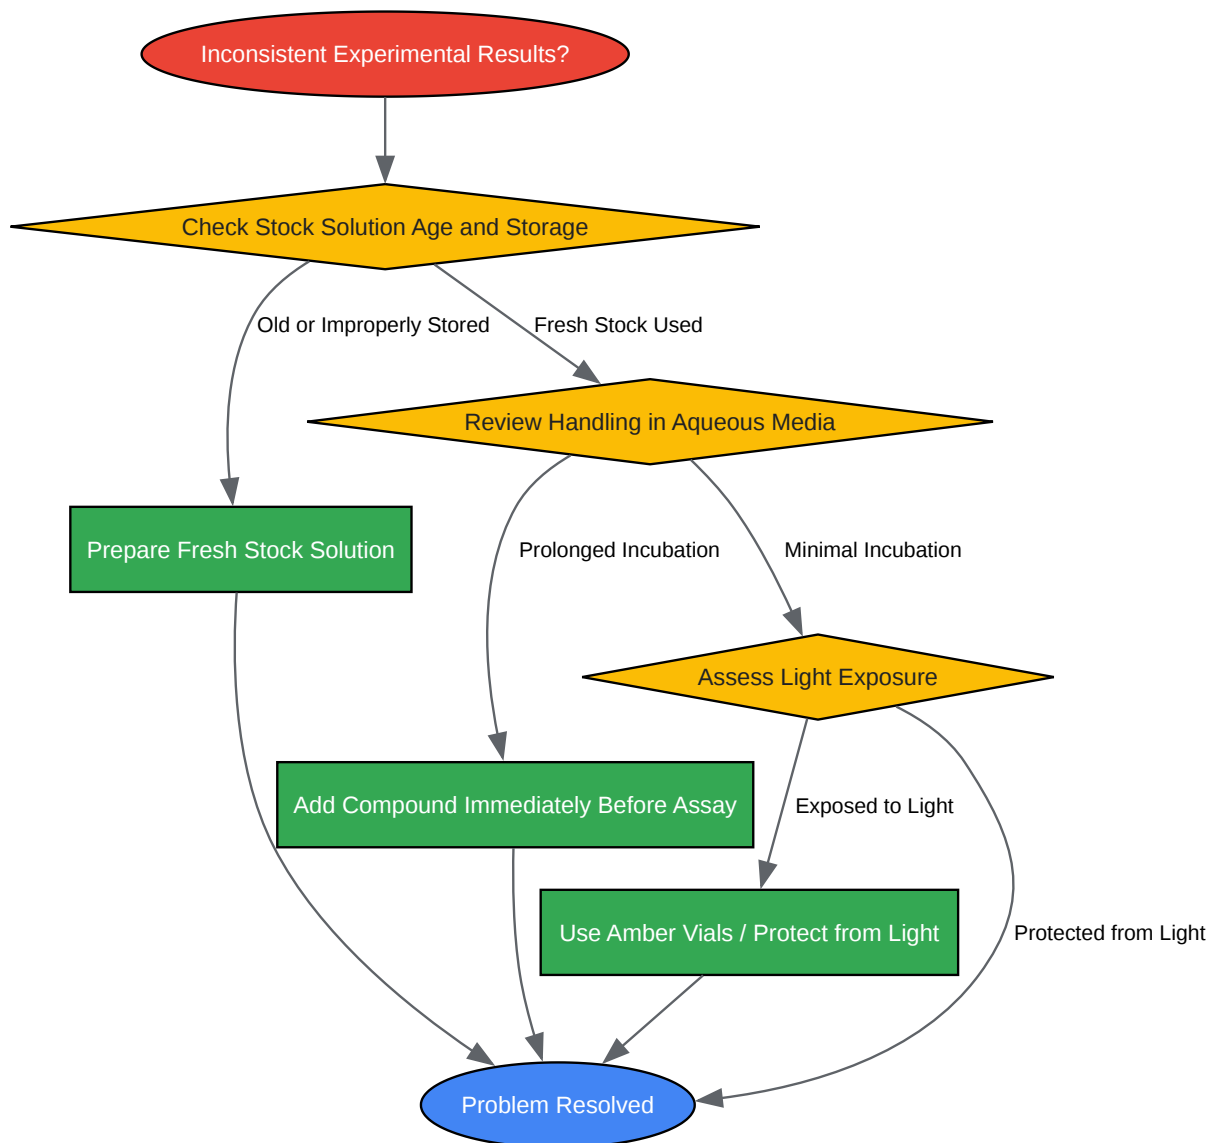 Inconsistent Experimental Results?
Check Stock Solution Age and Storage
Old or Improperly Stored
Fresh Stock Used
Review Handling in Aqueous Media
Prepare Fresh Stock Solution
Prolonged Incubation
Minimal Incubation
Assess Light Exposure
Add Compound Immediately Before Assay
Exposed to Light
Use Amber Vials / Protect from Light
Protected from Light
Problem Resolved